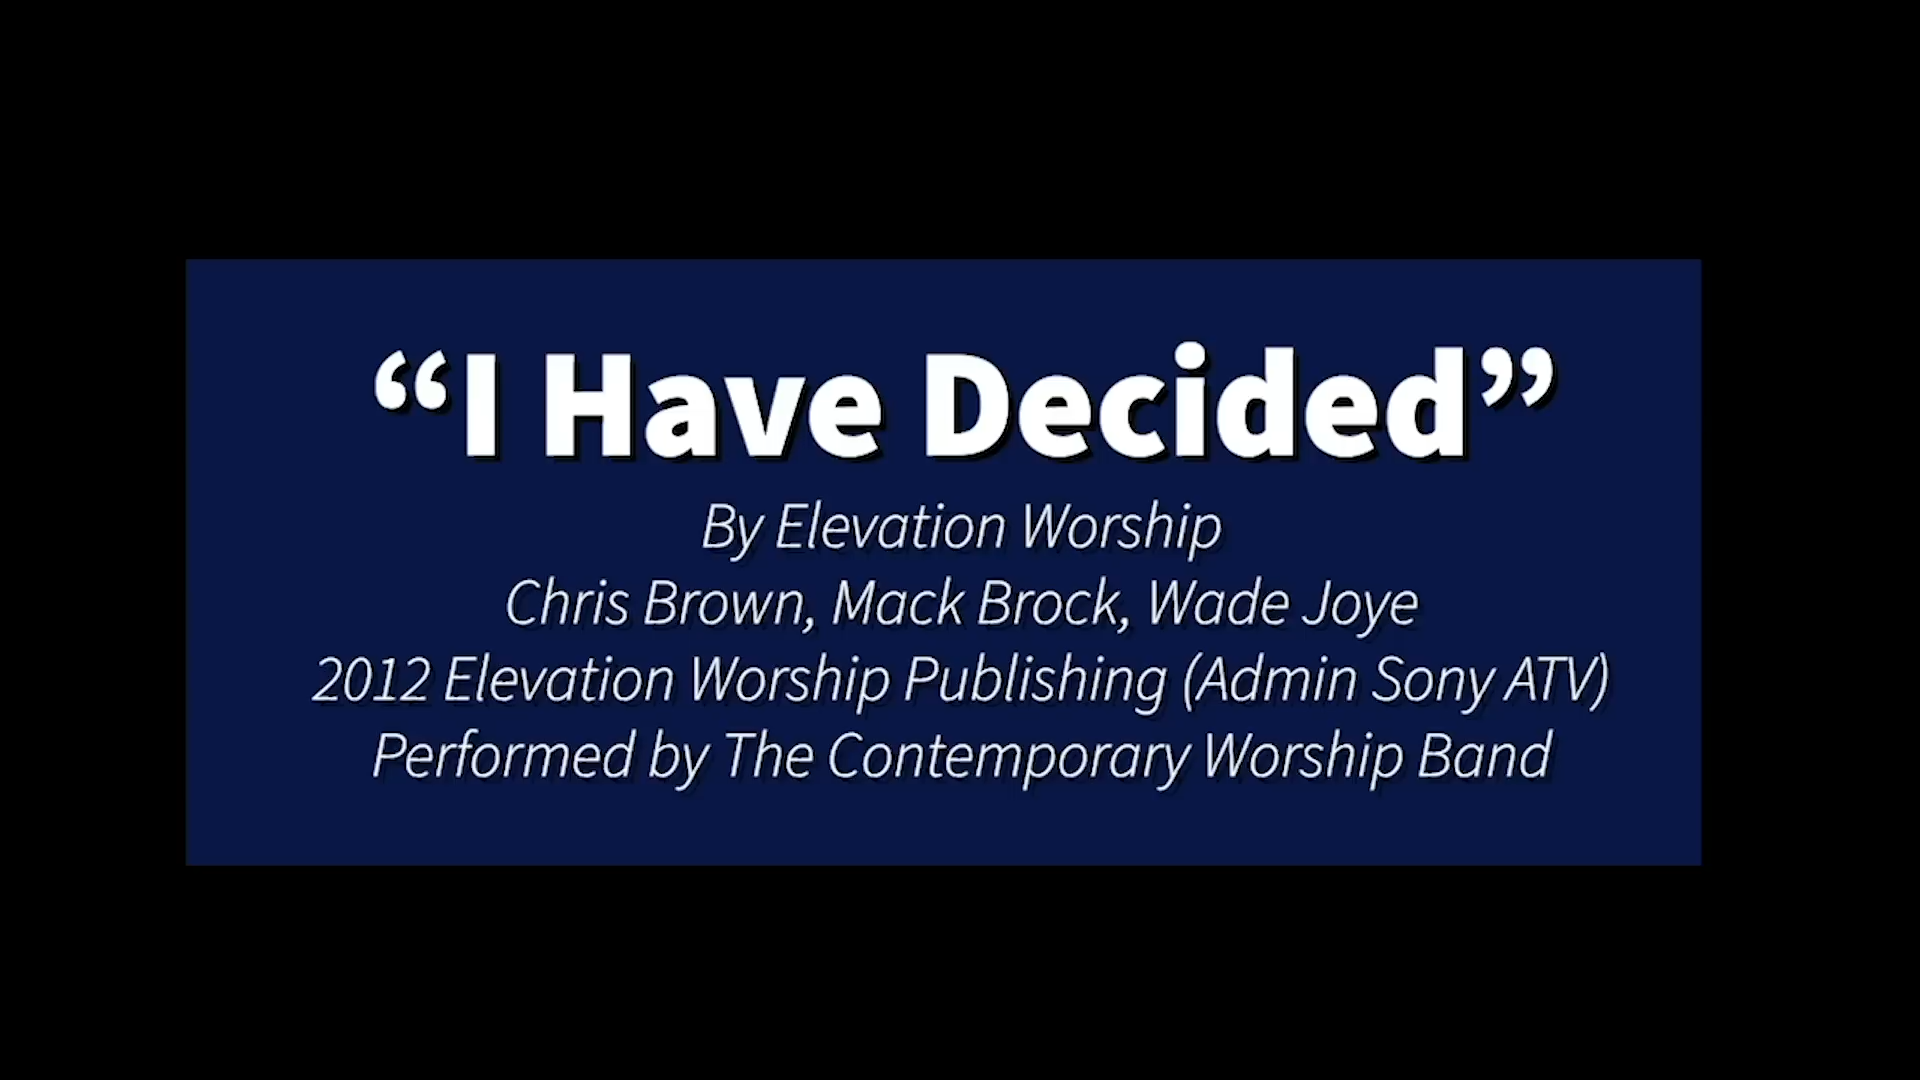 “I Have Decided”
By Elevation Worship
Chris Brown, Mack Brock, Wade Joye
2012 Elevation Worship Publishing (Admin Sony ATV)
Performed by The Contemporary Worship Band